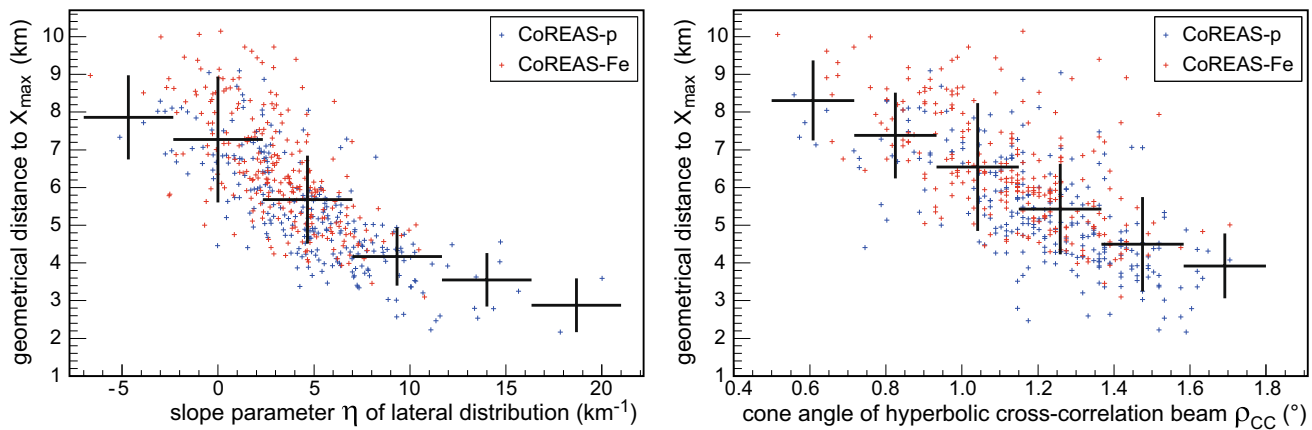 geometrical distance to Xmax (km)
10
9
8
7
6
5
4
3
2
1
CoREAS-p
CoREAS-Fe
-5 0 5 10 15 20
slope parameter η of lateral distribution (km-1)
geometrical distance to Xmax (km)
10
9
8
7
6
5
4
3
2
1
CoREAS-p
CoREAS-Fe
0.4 0.6 0.8 1.0 1.2 1.4 1.6 1.8
cone angle of hyperbolic cross-correlation beam ρCC (°)